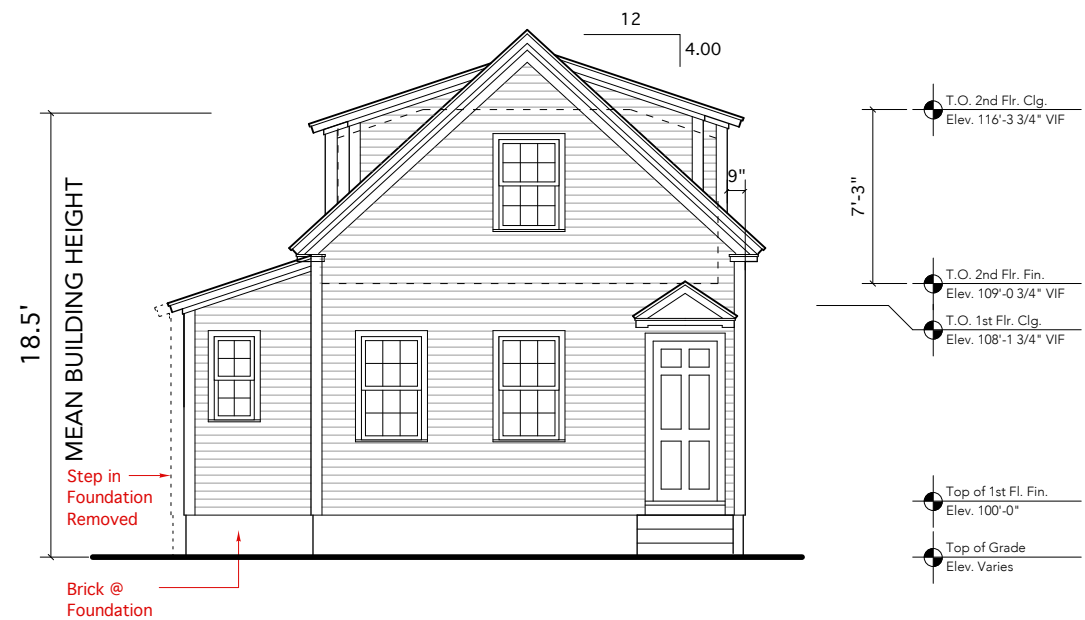 12
4.00
T.O. 2nd Flr. Clg.
Elev. 116'-3 3/4" VIF
9"
7'-3"
MEAN BUILDING HEIGHT
18.5'
T.O. 2nd Flr. Fin.
Elev. 109'-0 3/4" VIF
T.O. 1st Flr. Clg.
Elev. 108'-1 3/4" VIF
Step in
Foundation
Removed
Top of 1st Fl. Fin.
Elev. 100'-0"
Top of Grade
Elev. Varies
Brick @
Foundation